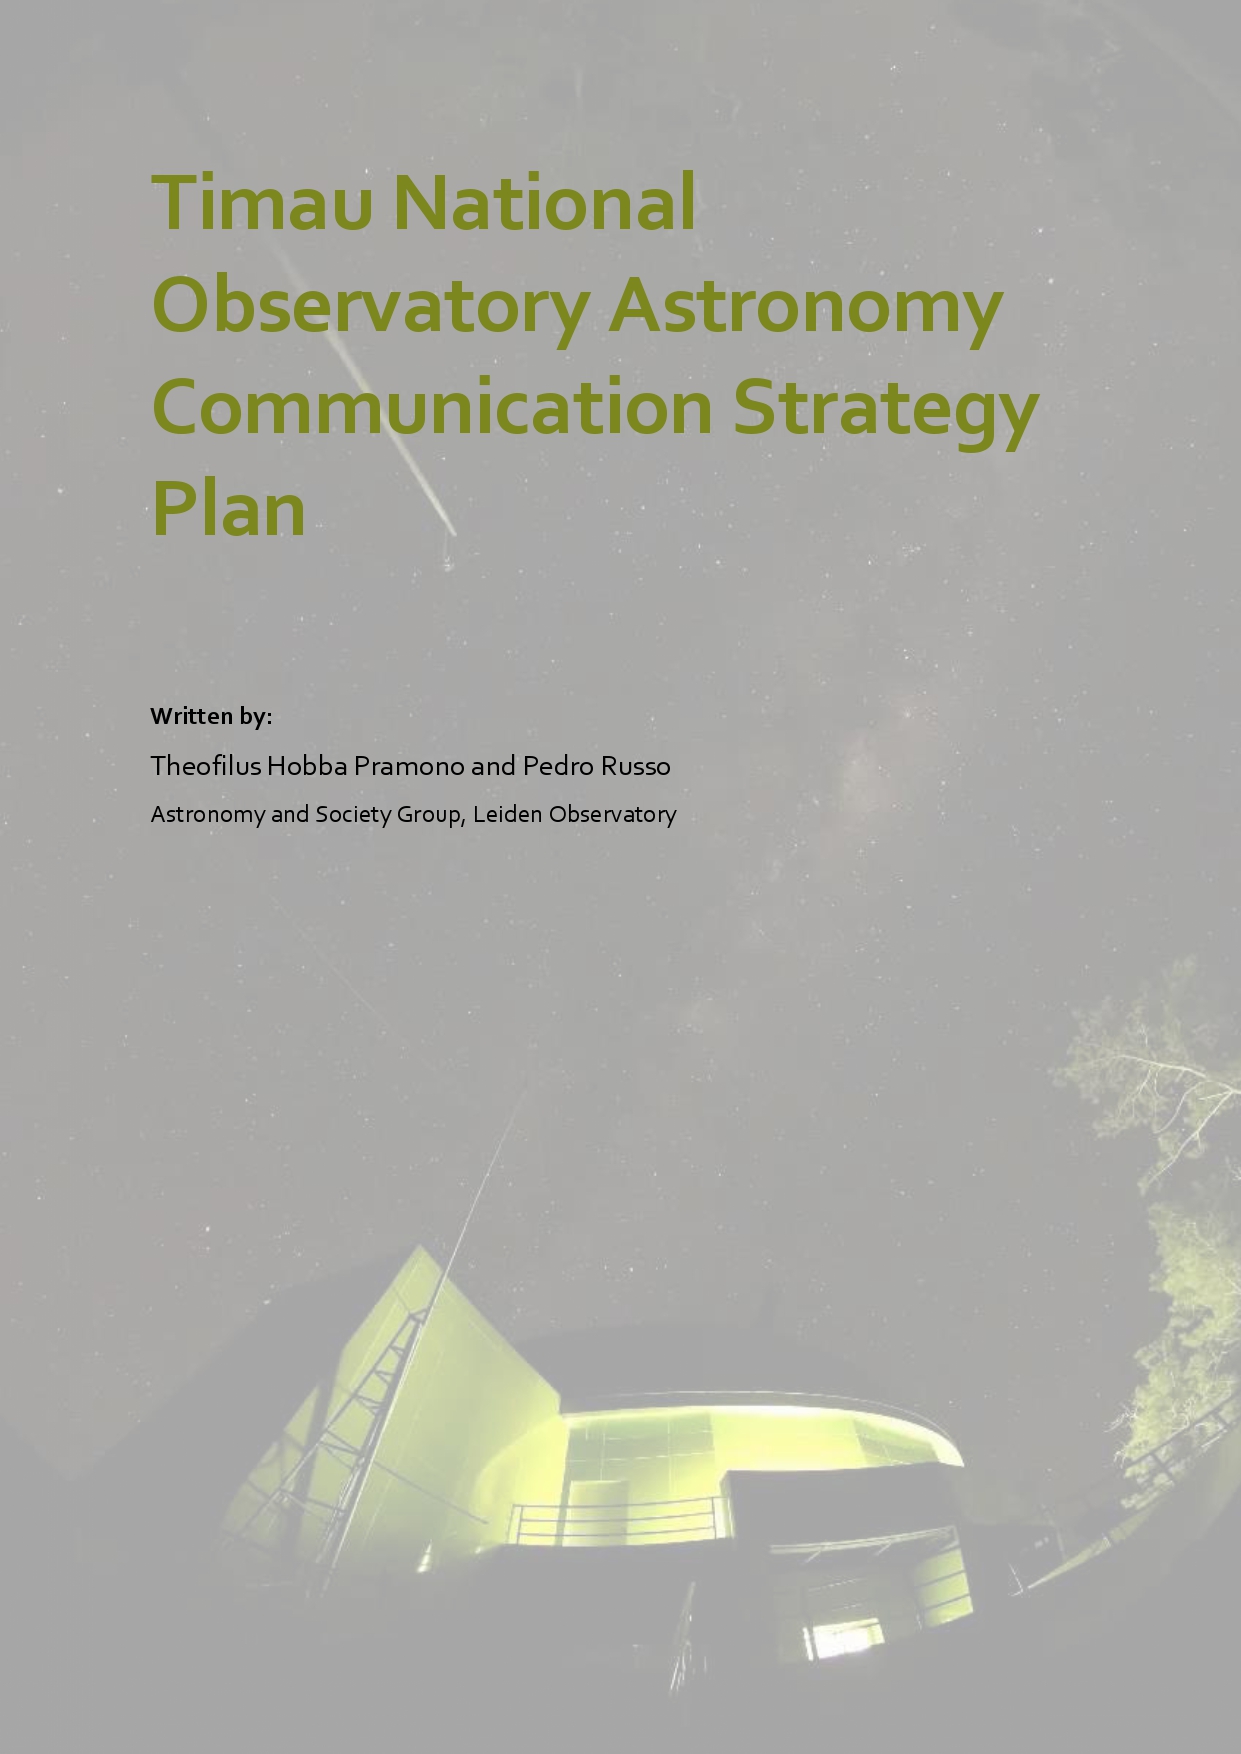 Timau National
Observatory Astronomy
Communication Strategy
Plan
Written by:
Theofilus Hobba Pramono and Pedro Russo
Astronomy and Society Group, Leiden Observatory